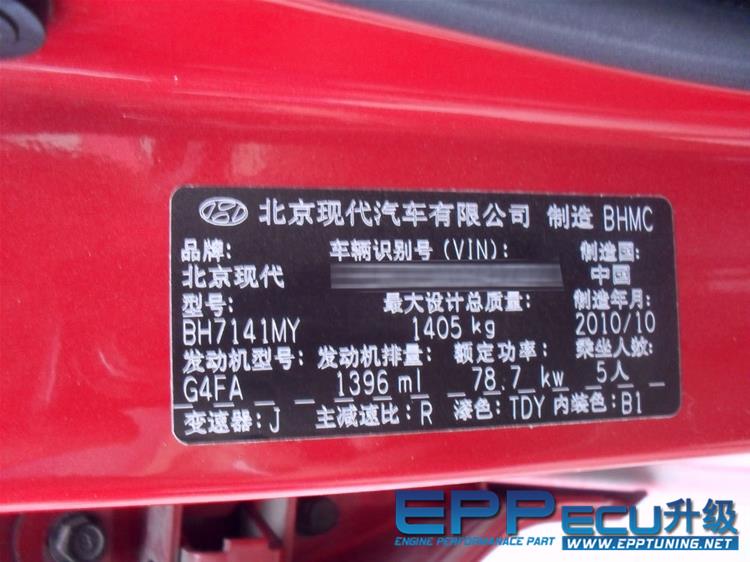 北京现代汽车有限公司 制造 BHMC
品牌: 车辆识别号(VIN): 制造国:
北京现代 中国
型号: 最大设计总质量: 制造年月:
BH7141MY 1405 kg 2010/10
发动机型号: 发动机排量: 额定功率: 乘坐人数:
G4FA 1396 ml 78.7 kw 5人
变速器: J 主减速比: R 漆色: TDY 内装色: B1
EPP ECU升级
ENGINE PERFORMARACE PART WWW.EPPTUNING.NET